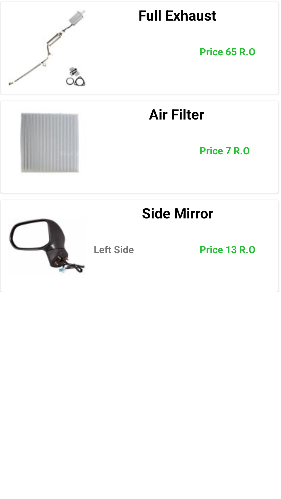 Full Exhaust
Price 65 R.O
Air Filter
Price 7 R.O
Side Mirror
Left Side
Price 13 R.O